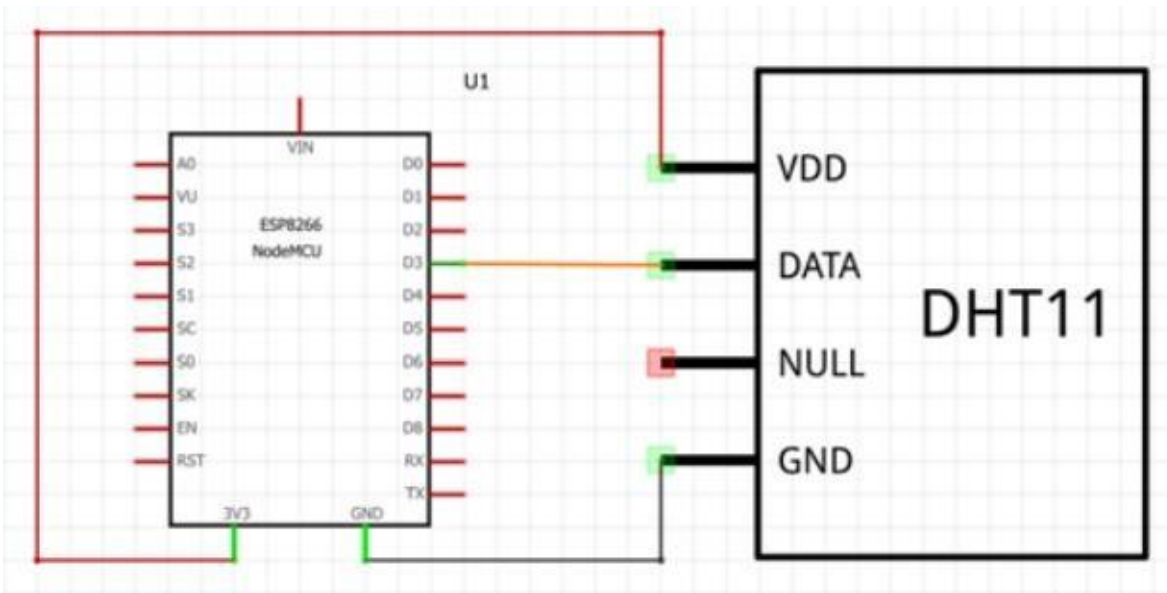 U1
VIN
A0
VU
S3
S2
S1
SC
S0
SK
EN
RST
ESP8266
NodeMCU
D0
D1
D2
D3
D4
D5
D6
D7
D8
RX
TX
3V3
GND
VDD
DATA
NULL
GND
DHT11